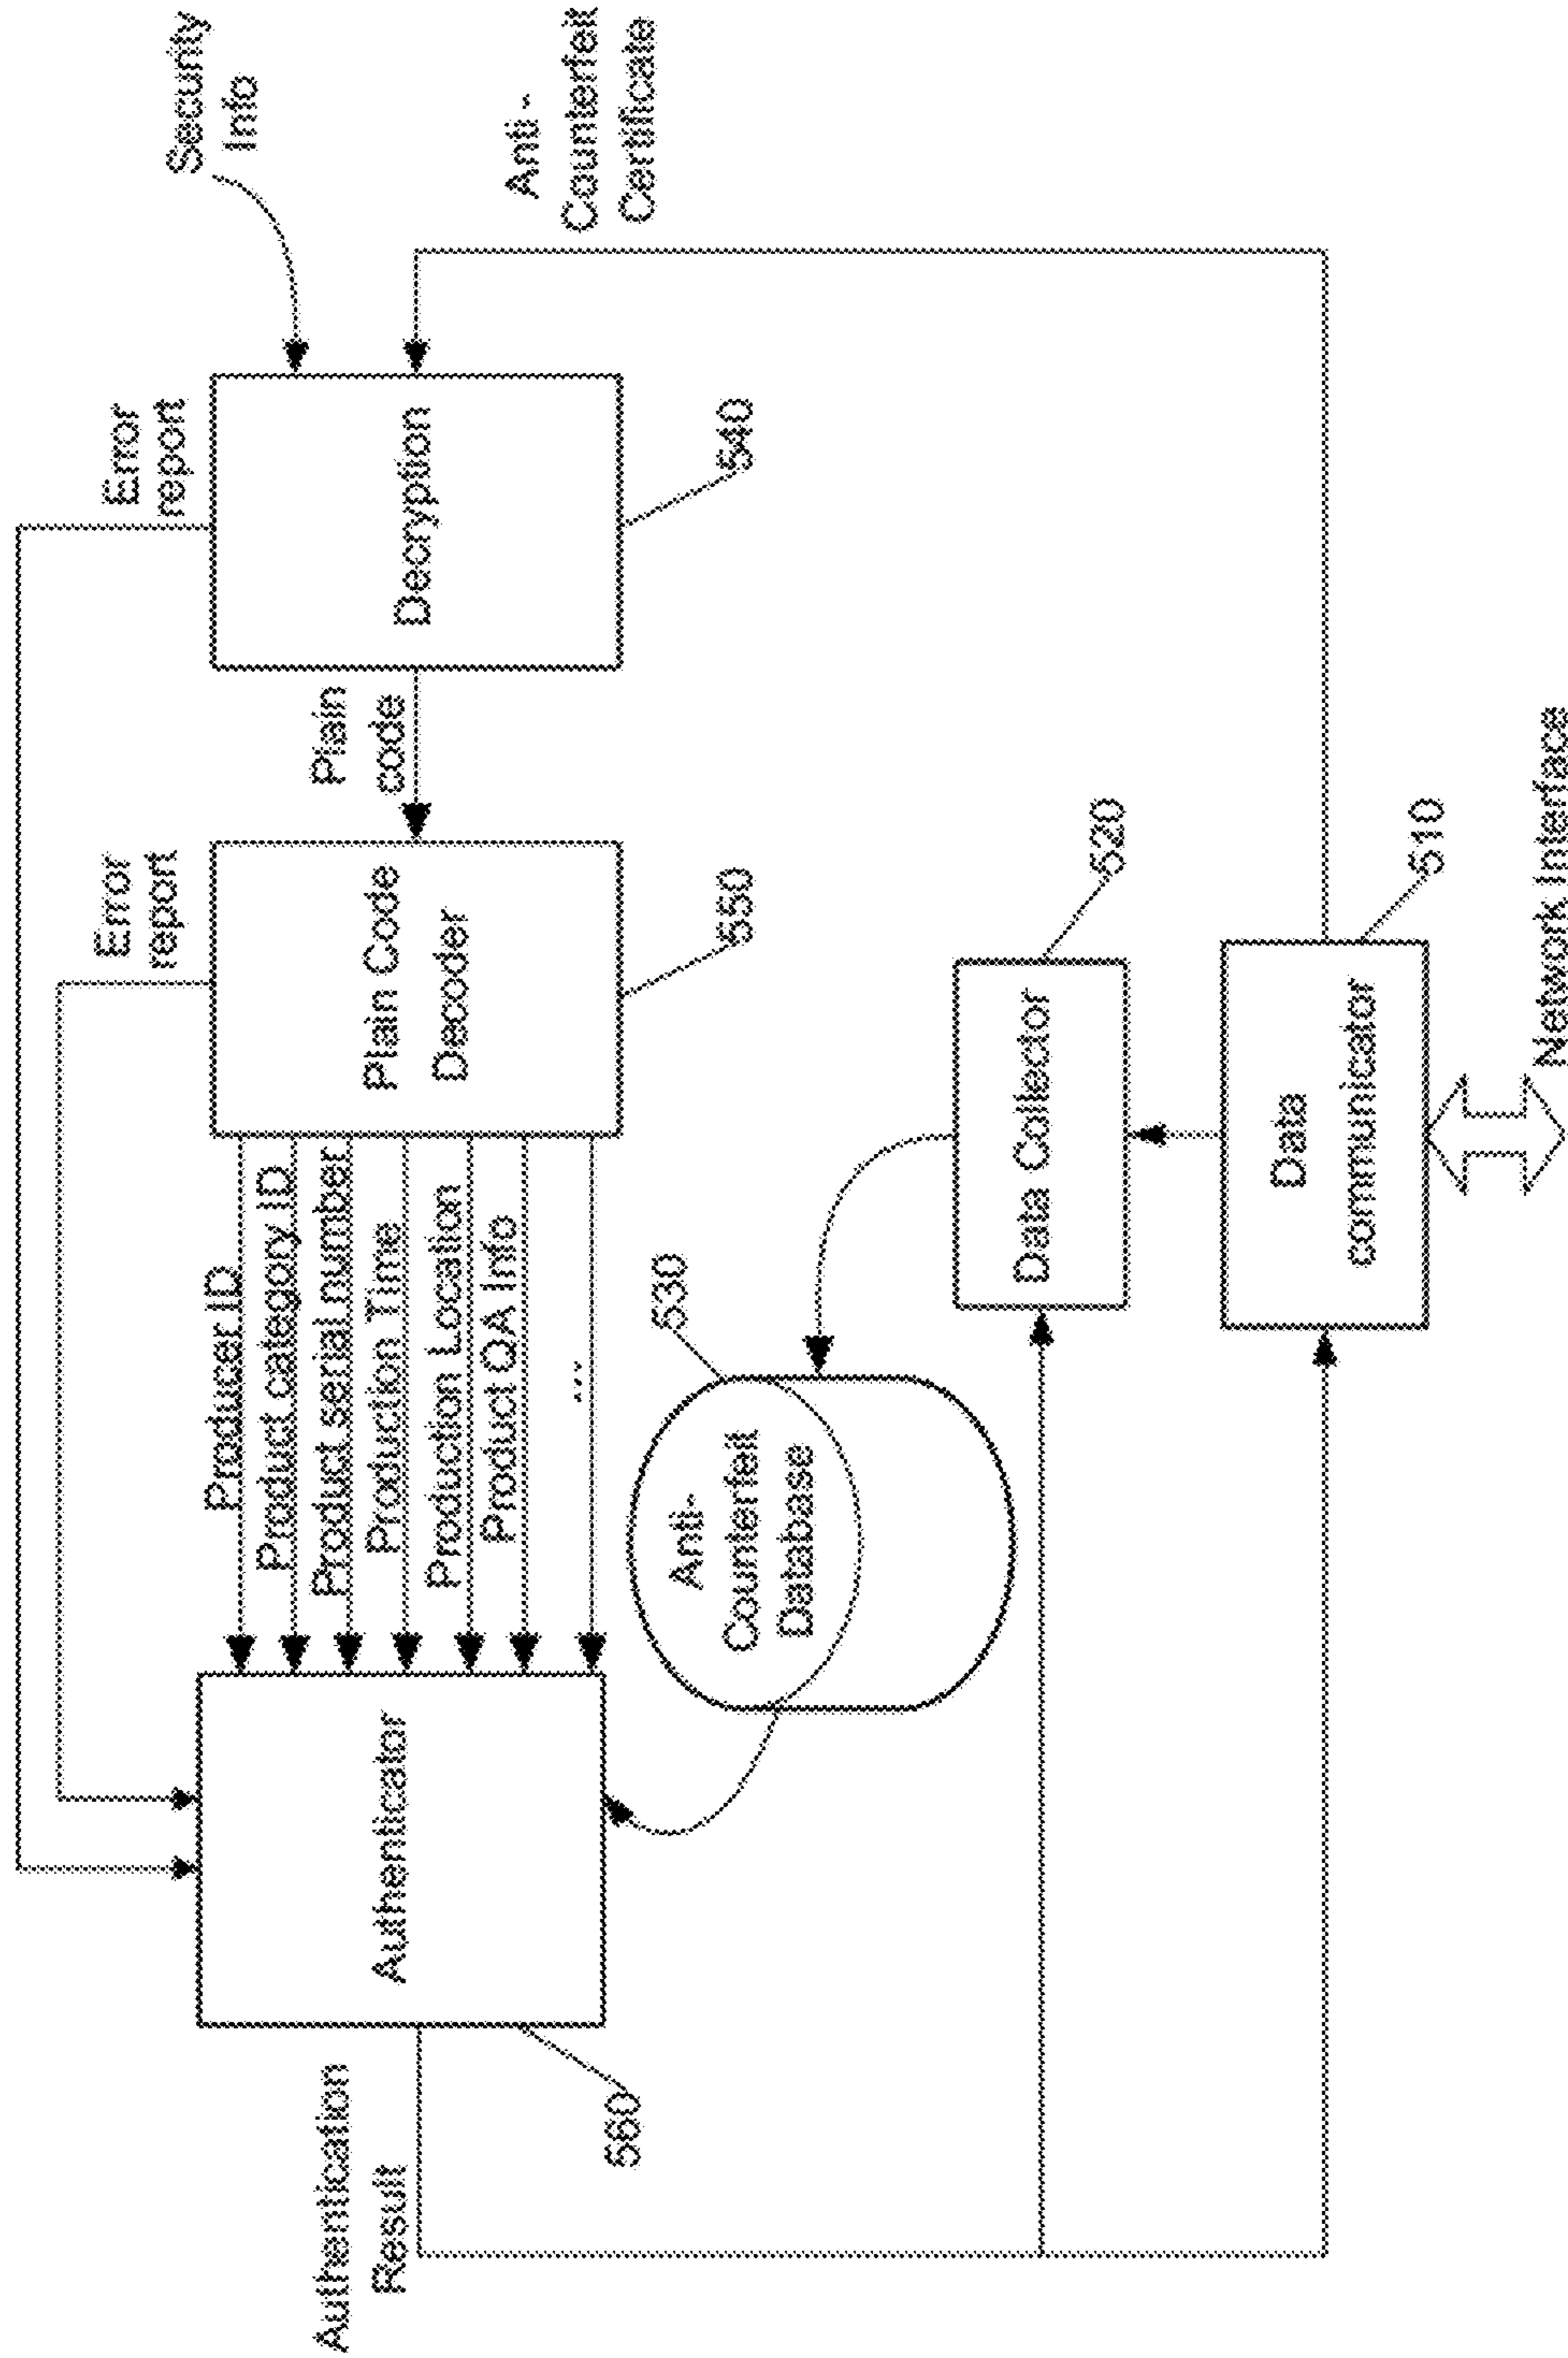 Security
Info
Anti -
Counterfeit
Certificate
Error
report
Decryption
540
Plain
code
Error
report
Plain Code
Decoder
550
Producer ID
Product category ID
Product serial number
Production Time
Production Location
Product QA Info
...
Authenticator
560
Authentication
Result
530
Anti-
Counterfeit
Database
Data Collector
520
Data
communicator
510
Network Interface